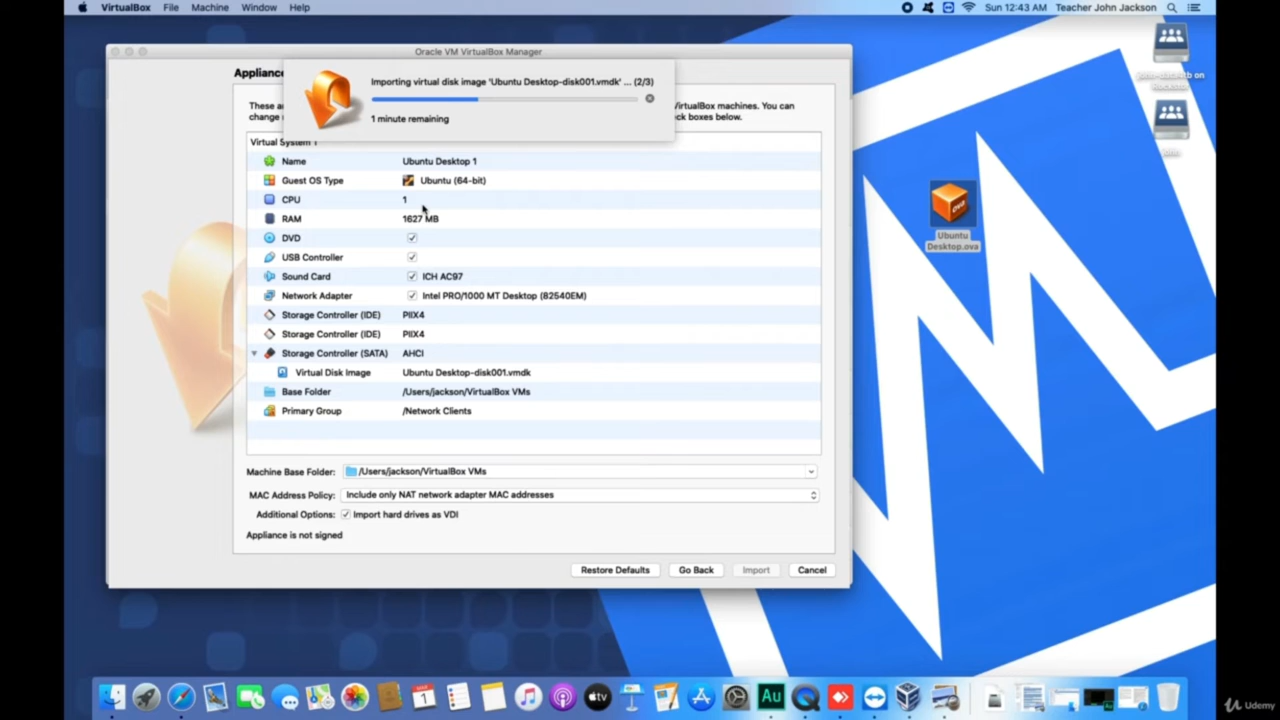 VirtualBox File Machine Window Help Sun 12:43 AM Teacher John Jackson
Oracle VM VirtualBox Manager
Appliance
Importing virtual disk image 'Ubuntu Desktop-disk001.vmdk' ... (2/3)
1 minute remaining
These ar VirtualBox machines. You can
change ck boxes below.
Virtual System 1
Name Ubuntu Desktop 1
Guest OS Type Ubuntu (64-bit)
CPU 1
RAM 1627 MB
DVD
USB Controller
Sound Card ICH AC97
Network Adapter Intel PRO/1000 MT Desktop (82540EM)
Storage Controller (IDE) PIIX4
Storage Controller (IDE) PIIX4
Storage Controller (SATA) AHCI
Virtual Disk Image Ubuntu Desktop-disk001.vmdk
Base Folder /Users/jackson/VirtualBox VMs
Primary Group /Network Clients
Machine Base Folder: /Users/jackson/VirtualBox VMs
MAC Address Policy: Include only NAT network adapter MAC addresses
Additional Options: Import hard drives as VDI
Appliance is not signed
Restore Defaults Go Back Import Cancel
OVA
Ubuntu
Desktop.ova
tv
1
Au
Udemy